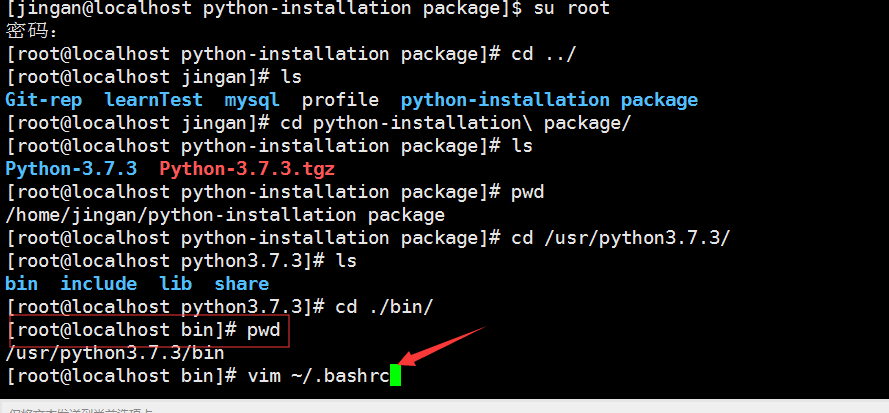 [jingan@localhost python-installation package]$ su root
密码：
[root@localhost python-installation package]# cd ../
[root@localhost jingan]# ls
Git-rep  learnTest  mysql  profile  python-installation package
[root@localhost jingan]# cd python-installation\ package/
[root@localhost python-installation package]# ls
Python-3.7.3  Python-3.7.3.tgz
[root@localhost python-installation package]# pwd
/home/jingan/python-installation package
[root@localhost python-installation package]# cd /usr/python3.7.3/
[root@localhost python3.7.3]# ls
bin  include  lib  share
[root@localhost python3.7.3]# cd ./bin/
[root@localhost bin]# pwd
/usr/python3.7.3/bin
[root@localhost bin]# vim ~/.bashrc